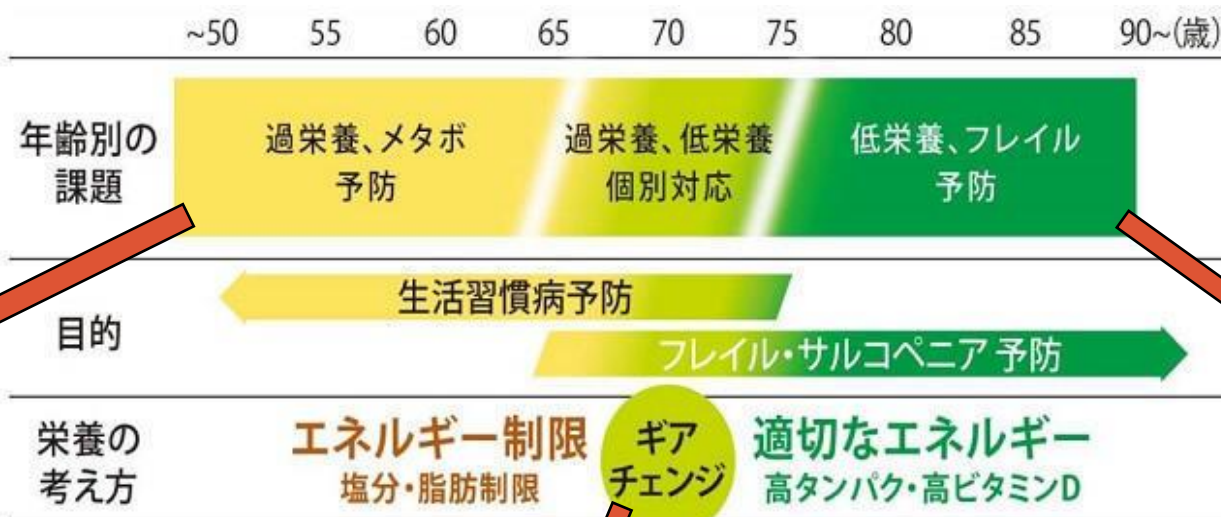 ~50 55 60 65 70 75 80 85 90~(歳)
年齢別の
課題
過栄養、メタボ
予防
過栄養、低栄養
個別対応
低栄養、フレイル
予防
目的
生活習慣病予防
フレイル・サルコペニア 予防
栄養の
考え方
エネルギー制限
塩分・脂肪制限
ギア
チェンジ
適切なエネルギー
高タンパク・高ビタミンD